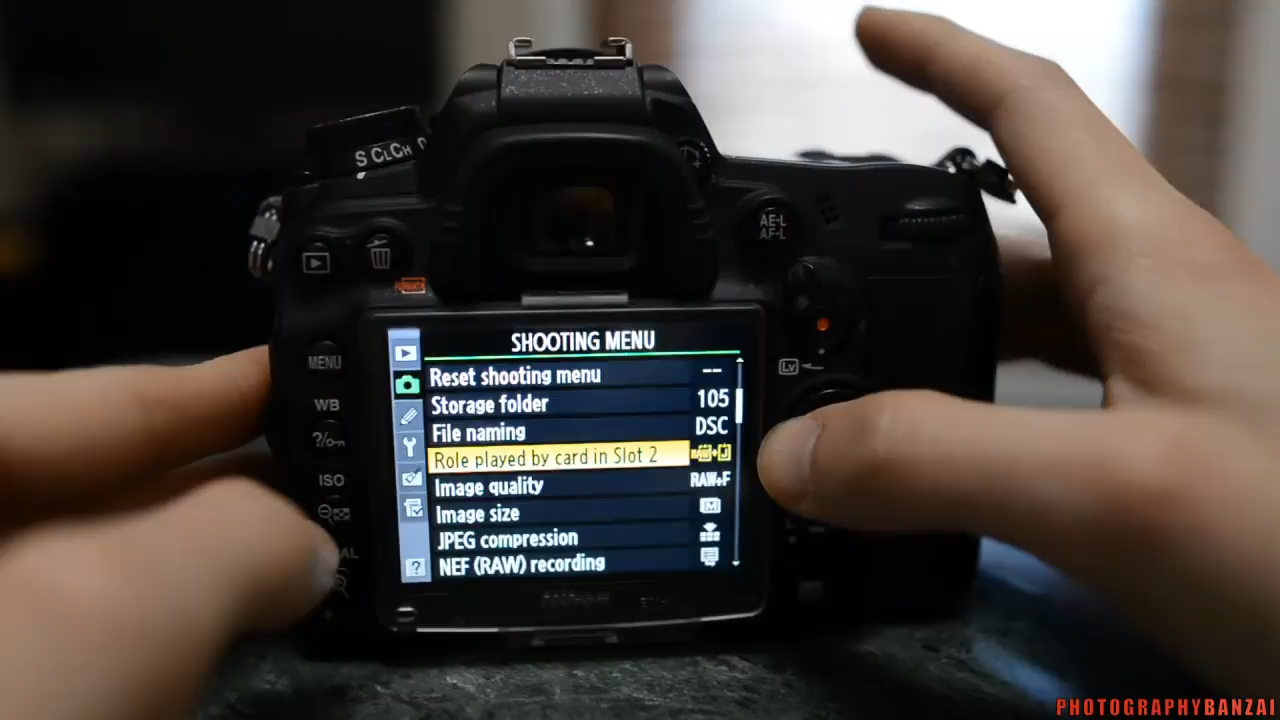 S CL CH
AE-L
AF-L
MENU
WB
?
ISO
Lv
SHOOTING MENU
Reset shooting menu --
Storage folder 105
File naming DSC
Role played by card in Slot 2 RAW+J
Image quality RAW+F
Image size M
JPEG compression
NEF (RAW) recording
?
PHOTOGRAPHYBANZAI